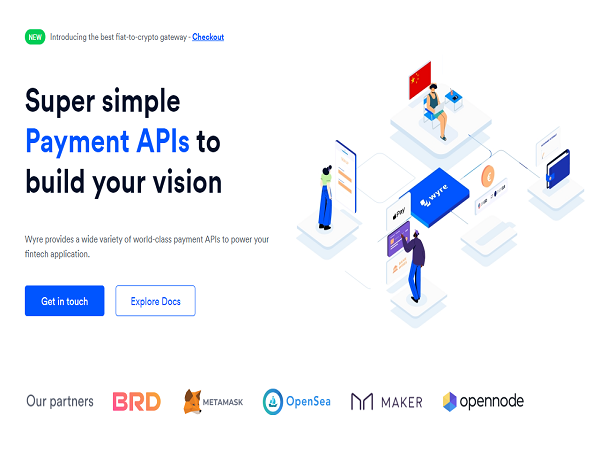 NEW Introducing the best fiat-to-crypto gateway - Checkout
Super simple
Payment APIs to
build your vision
Wyre provides a wide variety of world-class payment APIs to power your
fintech application.
Get in touch
Explore Docs
wyre
Pay
Our partners
BRD
METAMASK
OpenSea
MAKER
opennode